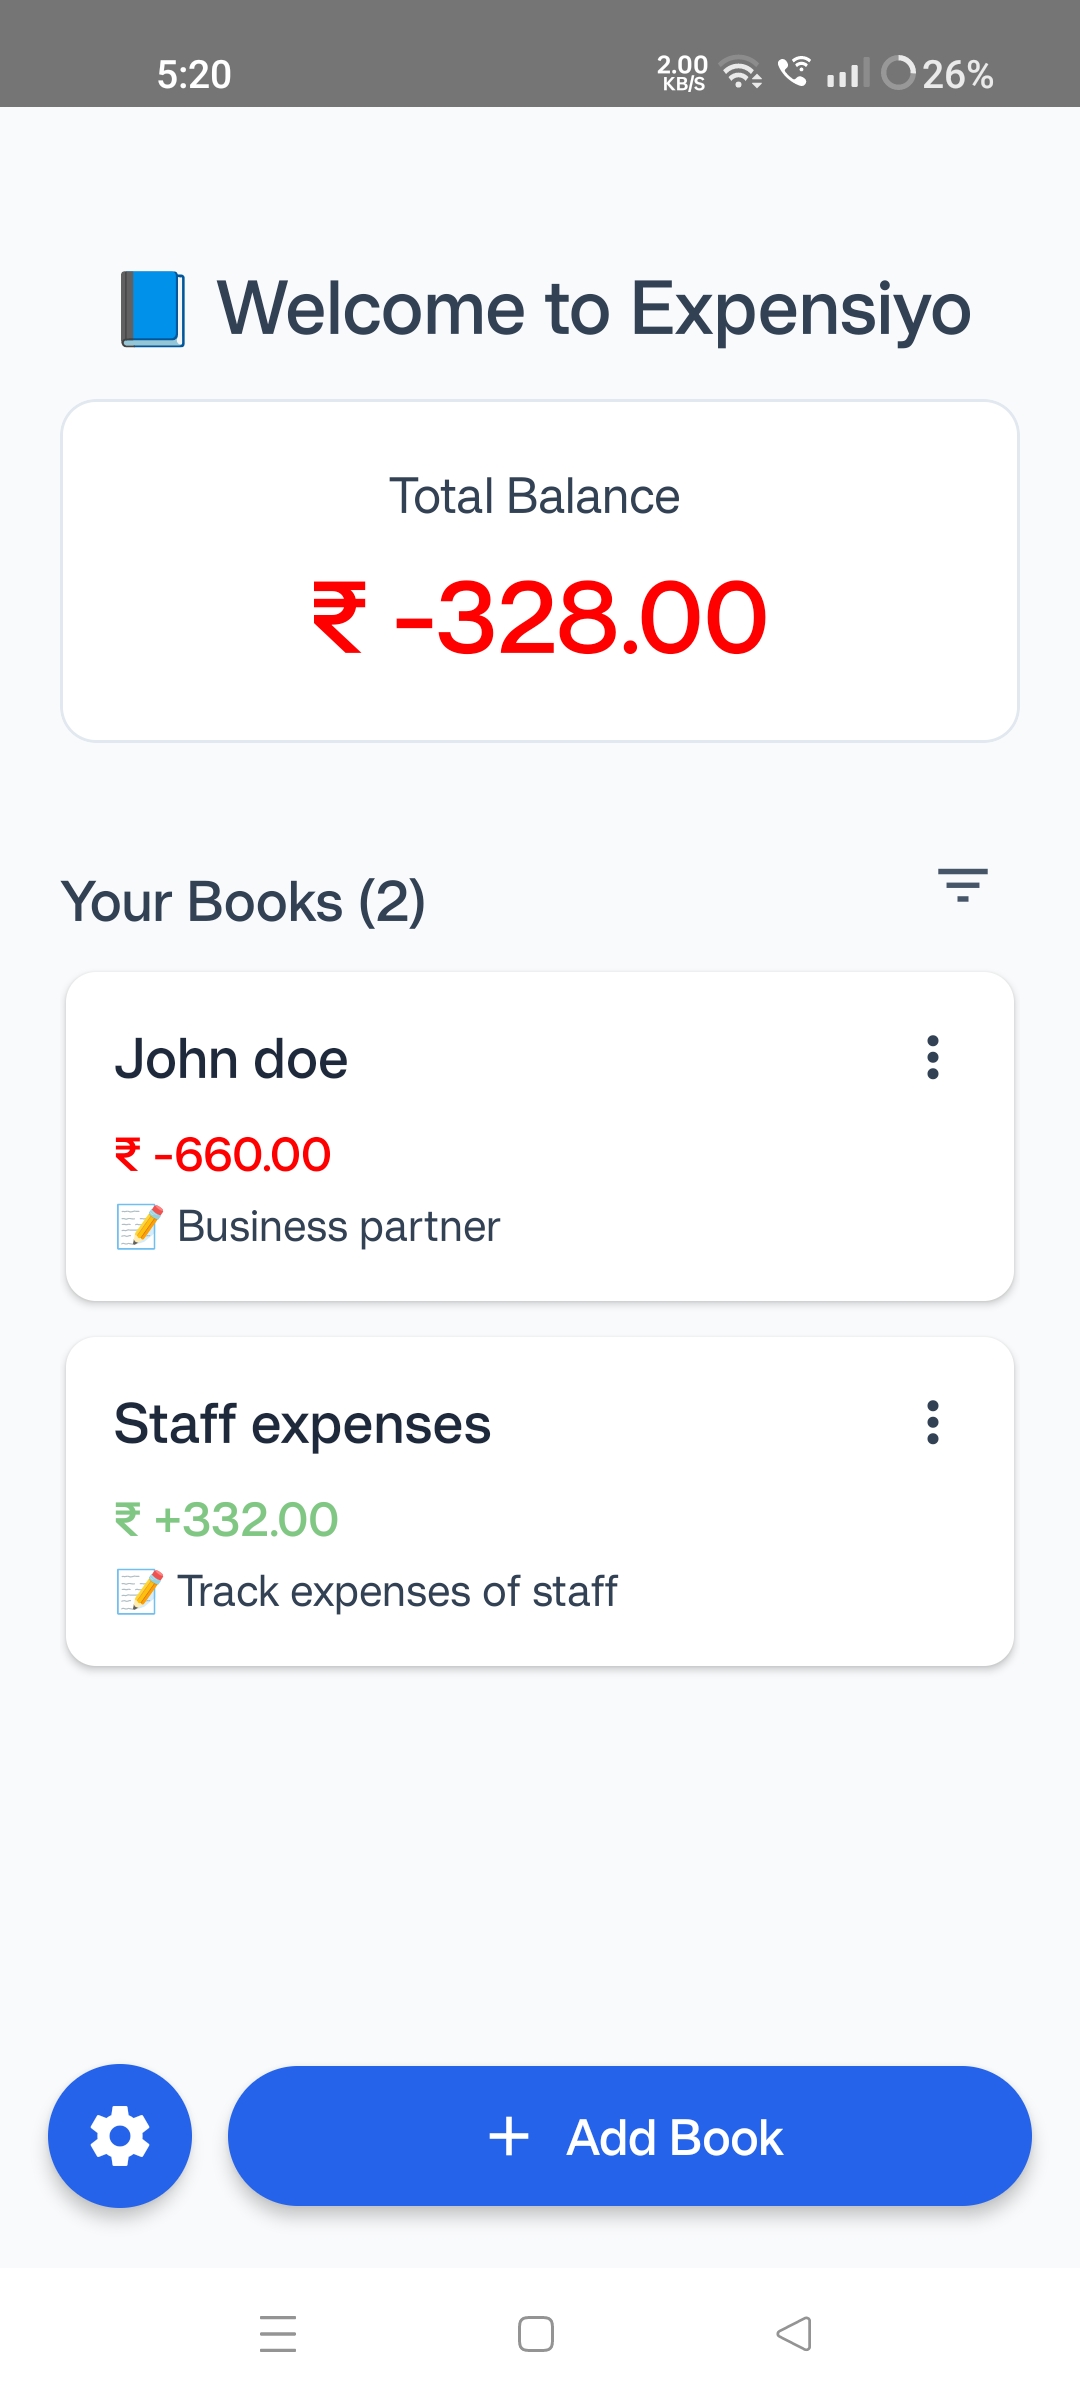 5:20
2.00
KB/S
26%
📘 Welcome to Expensiyo
Total Balance
₹ -328.00
Your Books (2)
John doe
₹ -660.00
📝 Business partner
Staff expenses
₹ +332.00
📝 Track expenses of staff
+ Add Book